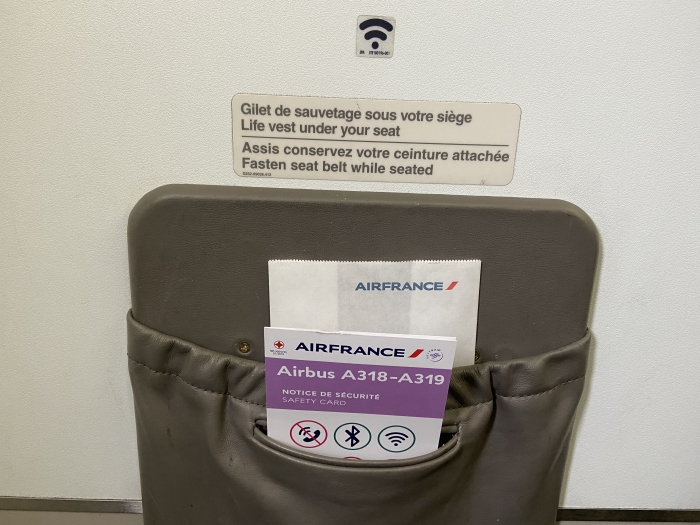 Gilet de sauvetage sous votre siège
Life vest under your seat
Assis conservez votre ceinture attachée
Fasten seat belt while seated
AIRFRANCE
AIRFRANCE
Airbus A318-A319
NOTICE DE SÉCURITÉ
SAFETY CARD